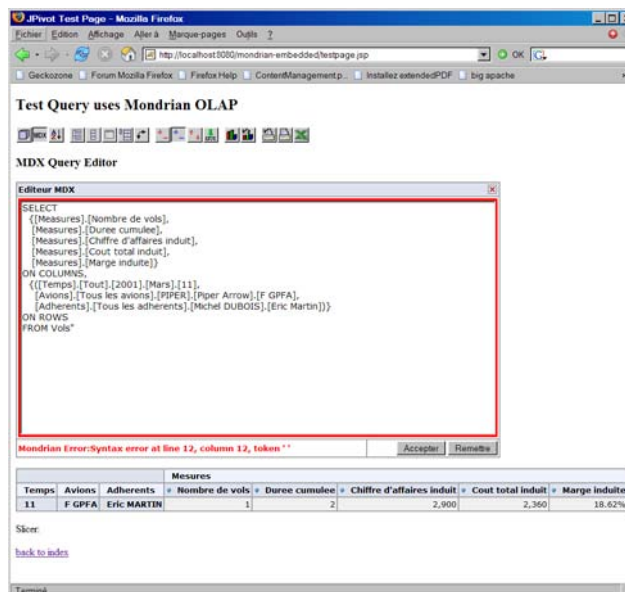 JPivot Test Page - Mozilla Firefox
Fichier Edition Affichage Aller à Marque-pages Outils ?
http://localhost:8080/mondrian-embedded/testpage.jsp OK
Geckozone Forum Mozilla Firefox Firefox Help ContentManagement:p... Installez extendedPDF big apache
Test Query uses Mondrian OLAP
MDX Query Editor
Editeur MDX
SELECT
{[Measures].[Nombre de vols],
[Measures].[Duree cumulee],
[Measures].[Chiffre d'affaires induit],
[Measures].[Cout total induit],
[Measures].[Marge induite]}
ON COLUMNS,
{([Temps].[Tout].[2001].[Mars].[11],
[Avions].[Tous les avions].[PIPER].[Piper Arrow].[F GPFA],
[Adherents].[Tous les adherents].[Michel DUBOIS].[Eric Martin])}
ON ROWS
FROM Vols"
Mondrian Error:Syntax error at line 12, column 12, token '' Accepter Remettre
Mesures
Temps Avions Adherents Nombre de vols Duree cumulee Chiffre d'affaires induit Cout total induit Marge induite
11 F GPFA Eric MARTIN 1 2 2,900 2,360 18.62%
Slicer:
back to index
Terminé